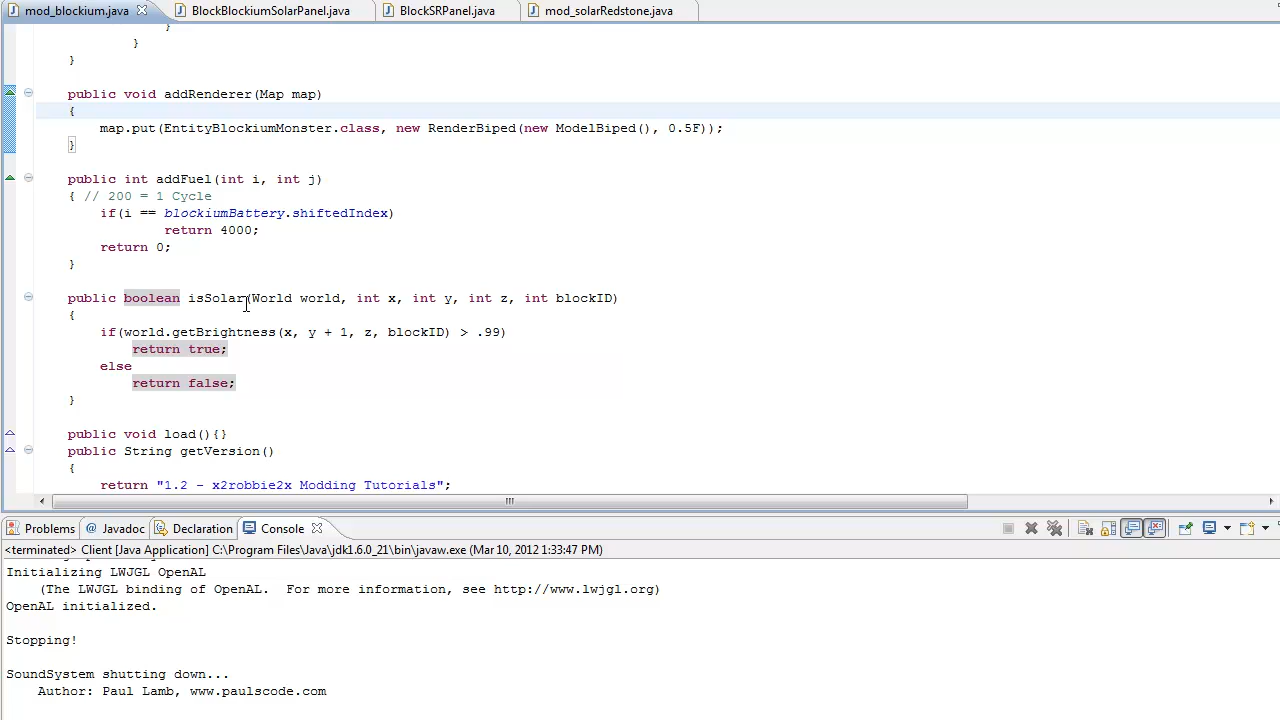 mod_blockium.java BlockBlockiumSolarPanel.java BlockSRPanel.java mod_solarRedstone.java
}
}
}
public void addRenderer(Map map)
{
map.put(EntityBlockiumMonster.class, new RenderBiped(new ModelBiped(), 0.5F));
}
public int addFuel(int i, int j)
{ // 200 = 1 Cycle
if(i == blockiumBattery.shiftedIndex)
return 4000;
return 0;
}
public boolean isSolar(World world, int x, int y, int z, int blockID)
{
if(world.getBrightness(x, y + 1, z, blockID) > .99)
return true;
else
return false;
}
public void load(){}
public String getVersion()
{
return "1.2 - x2robbie2x Modding Tutorials";
Problems @ Javadoc Declaration Console
<terminated> Client [Java Application] C:\Program Files\Java\jdk1.6.0_21\bin\javaw.exe (Mar 10, 2012 1:33:47 PM)
Initializing LWJGL OpenAL
(The LWJGL binding of OpenAL. For more information, see http://www.lwjgl.org)
OpenAL initialized.
Stopping!
SoundSystem shutting down...
Author: Paul Lamb, www.paulscode.com